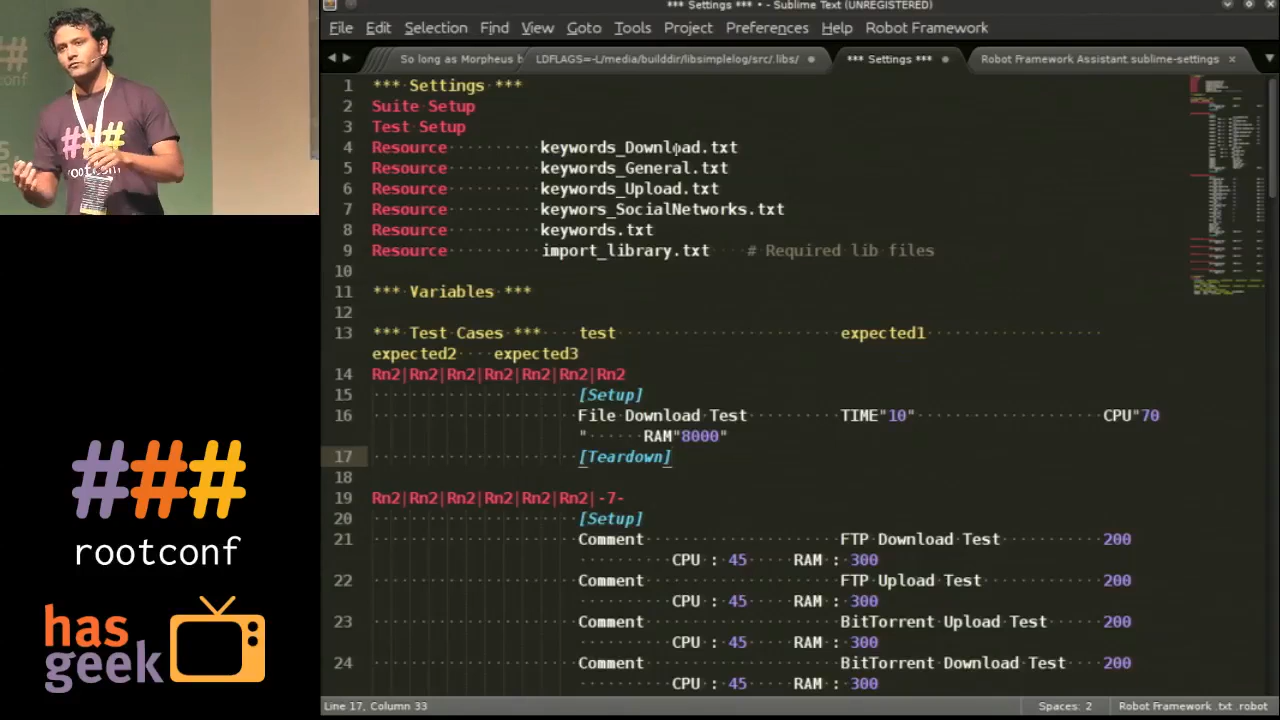 *** Settings *** • - Sublime Text (UNREGISTERED)
File Edit Selection Find View Goto Tools Project Preferences Help Robot Framework
So long as Morpheus b
LDFLAGS=-L/media/builddir/libsimplelog/src/.libs/
*** Settings ***
Robot Framework Assistant.sublime-settings
1 *** Settings ***
2 Suite Setup
3 Test Setup
4 Resource keywords_Download.txt
5 Resource keywords_General.txt
6 Resource keywords_Upload.txt
7 Resource keywors_SocialNetworks.txt
8 Resource keywords.txt
9 Resource import_library.txt # Required lib files
10
11 *** Variables ***
12
13 *** Test Cases *** test expected1
expected2 expected3
14 Rn2|Rn2|Rn2|Rn2|Rn2|Rn2|Rn2
15 [Setup]
16 File Download Test TIME"10" CPU"70
" RAM"8000"
17 [Teardown]
18
19 Rn2|Rn2|Rn2|Rn2|Rn2|Rn2|-7-
20 [Setup]
21 Comment FTP Download Test 200
CPU : 45 RAM : 300
22 Comment FTP Upload Test 200
CPU : 45 RAM : 300
23 Comment BitTorrent Upload Test 200
CPU : 45 RAM : 300
24 Comment BitTorrent Download Test 200
CPU : 45 RAM : 300
Line 17, Column 33 Spaces: 2 Robot Framework .txt .robot
###
rootconf
has
geek
###